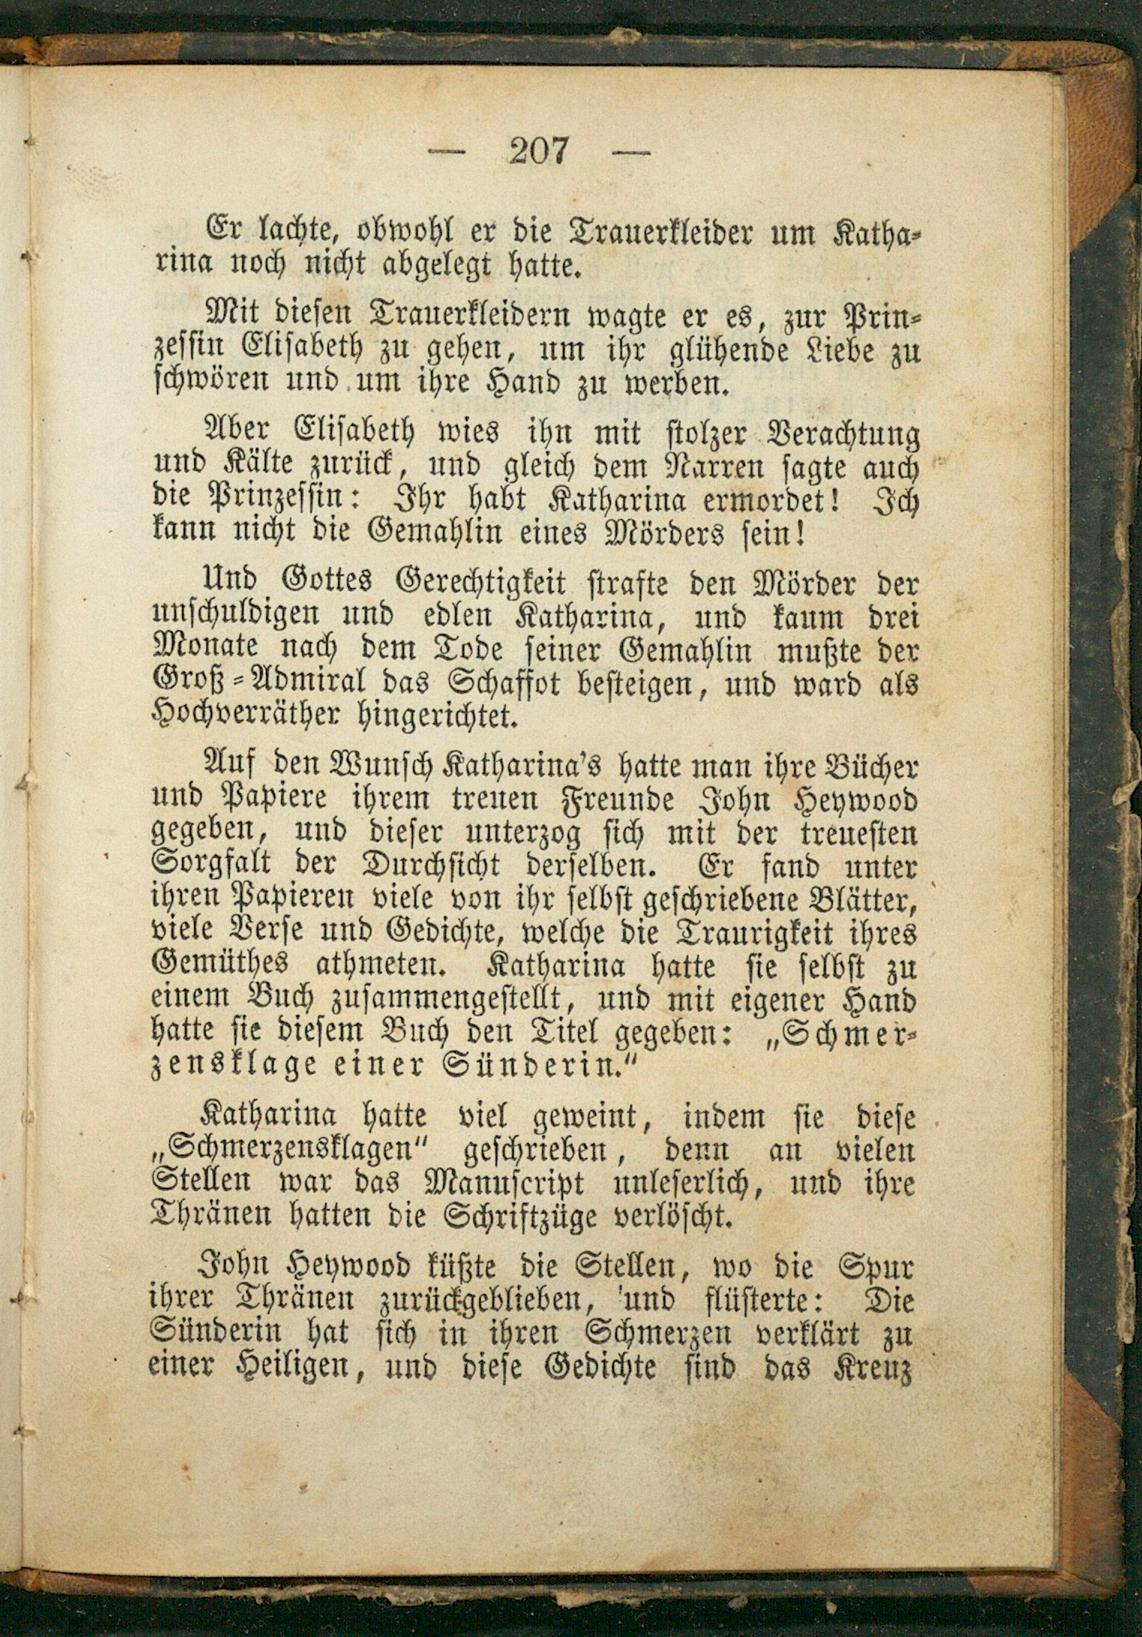 — 207 —
Er lachte, obwohl er die Trauerkleider um Katha-
rina noch nicht abgelegt hatte.
Mit diesen Trauerkleidern wagte er es, zur Prin-
zessin Elisabeth zu gehen, um ihr glühende Liebe zu
schwören und um ihre Hand zu werben.
Aber Elisabeth wies ihn mit stolzer Verachtung
und Kälte zurück, und gleich dem Narren sagte auch
die Prinzessin: Ihr habt Katharina ermordet! Ich
kann nicht die Gemahlin eines Mörders sein!
Und Gottes Gerechtigkeit strafte den Mörder der
unschuldigen und edlen Katharina, und kaum drei
Monate nach dem Tode seiner Gemahlin mußte der
Groß-Admiral das Schaffot besteigen, und ward als
Hochverräther hingerichtet.
Auf den Wunsch Katharina's hatte man ihre Bücher
und Papiere ihrem treuen Freunde John Heywood
gegeben, und dieser unterzog sich mit der treuesten
Sorgfalt der Durchsicht derselben. Er fand unter
ihren Papieren viele von ihr selbst geschriebene Blätter,
viele Verse und Gedichte, welche die Traurigkeit ihres
Gemüthes athmeten. Katharina hatte sie selbst zu
einem Buch zusammengestellt, und mit eigener Hand
hatte sie diesem Buch den Titel gegeben: „Schmer-
zensklage einer Sünderin.“
Katharina hatte viel geweint, indem sie diese
„Schmerzensklagen“ geschrieben, denn an vielen
Stellen war das Manuscript unleserlich, und ihre
Thränen hatten die Schriftzüge verlöscht.
John Heywood küßte die Stellen, wo die Spur
ihrer Thränen zurückgeblieben, und flüsterte: Die
Sünderin hat sich in ihren Schmerzen verklärt zu
einer Heiligen, und diese Gedichte sind das Kreuz